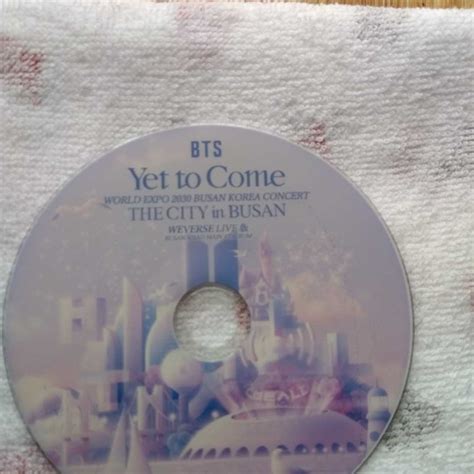 BTS
Yet to Come
WORLD EXPO 2030 BUSAN KOREA CONCERT
THE CITY in BUSAN
WEVERSE LIVE &